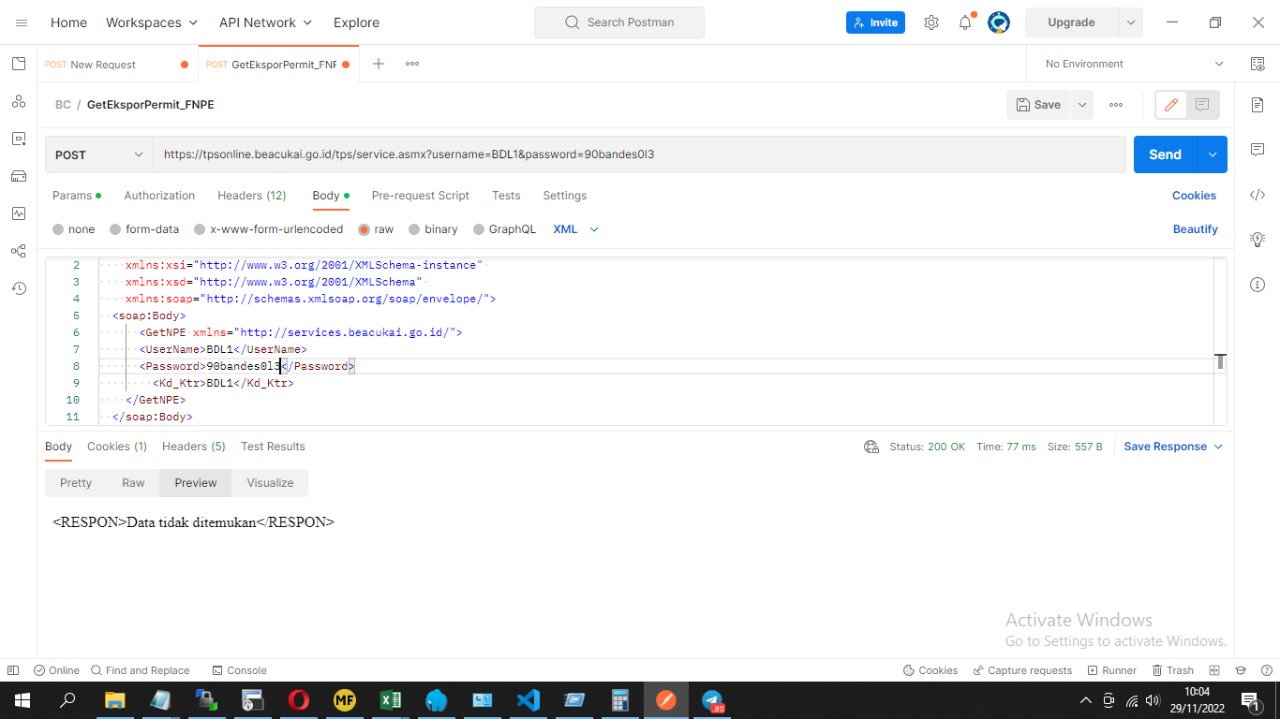 Home Workspaces API Network Explore Search Postman Invite Upgrade
POST New Request POST GetEksporPermit_FNF No Environment
BC / GetEksporPermit_FNPE Save
POST https://tpsonline.beacukai.go.id/tps/service.asmx?username=BDL1&password=90bandes0l3 Send
Params Authorization Headers (12) Body Pre-request Script Tests Settings Cookies
none form-data x-www-form-urlencoded raw binary GraphQL XML Beautify
2 xmlns:xsi="http://www.w3.org/2001/XMLSchema-instance"
3 xmlns:xsd="http://www.w3.org/2001/XMLSchema"
4 xmlns:soap="http://schemas.xmlsoap.org/soap/envelope/">
5 <soap:Body>
6 <GetNPE xmlns="http://services.beacukai.go.id/">
7 <UserName>BDL1</UserName>
8 <Password>90bandes0l3</Password>
9 <Kd_Ktr>BDL1</Kd_Ktr>
10 </GetNPE>
11 </soap:Body>
Body Cookies (1) Headers (5) Test Results Status: 200 OK Time: 77 ms Size: 557 B Save Response
Pretty Raw Preview Visualize
<RESPON>Data tidak ditemukan</RESPON>
Activate Windows
Go to Settings to activate Windows.
Online Find and Replace Console Cookies Capture requests Runner Trash
MF .80 10:04
29/11/2022 1